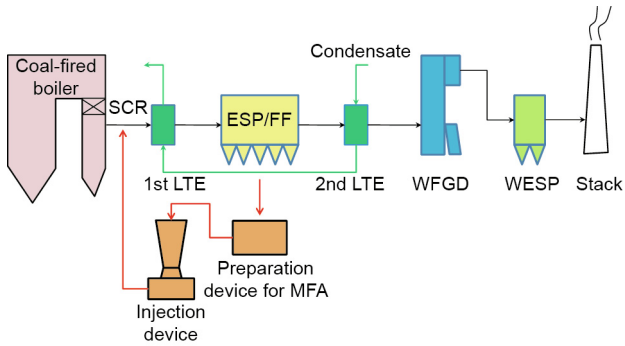 Coal-fired
boiler
SCR
Condensate
ESP/FF
1st LTE
2nd LTE
WFGD
WESP
Stack
Preparation
device for MFA
Injection
device